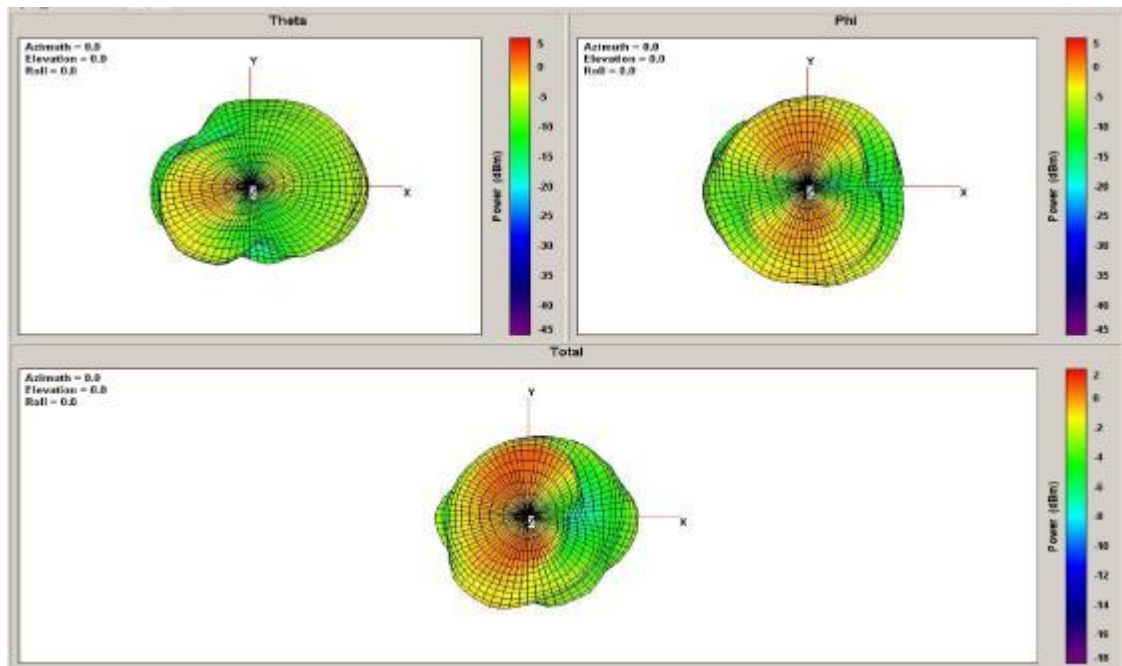 Theta
Azimuth = 0.0
Elevation = 0.0
Roll = 0.0
Y
X
5
0
-5
-10
-15
-20
-25
-30
-35
-40
-45
Power (dBm)
Phi
Azimuth = 0.0
Elevation = 0.0
Roll = 0.0
Y
X
5
0
-5
-10
-15
-20
-25
-30
-35
-40
-45
Power (dBm)
Total
Azimuth = 0.0
Elevation = 0.0
Roll = 0.0
Y
X
2
0
-2
-4
-6
-8
-10
-12
-14
-16
-18
Power (dBm)